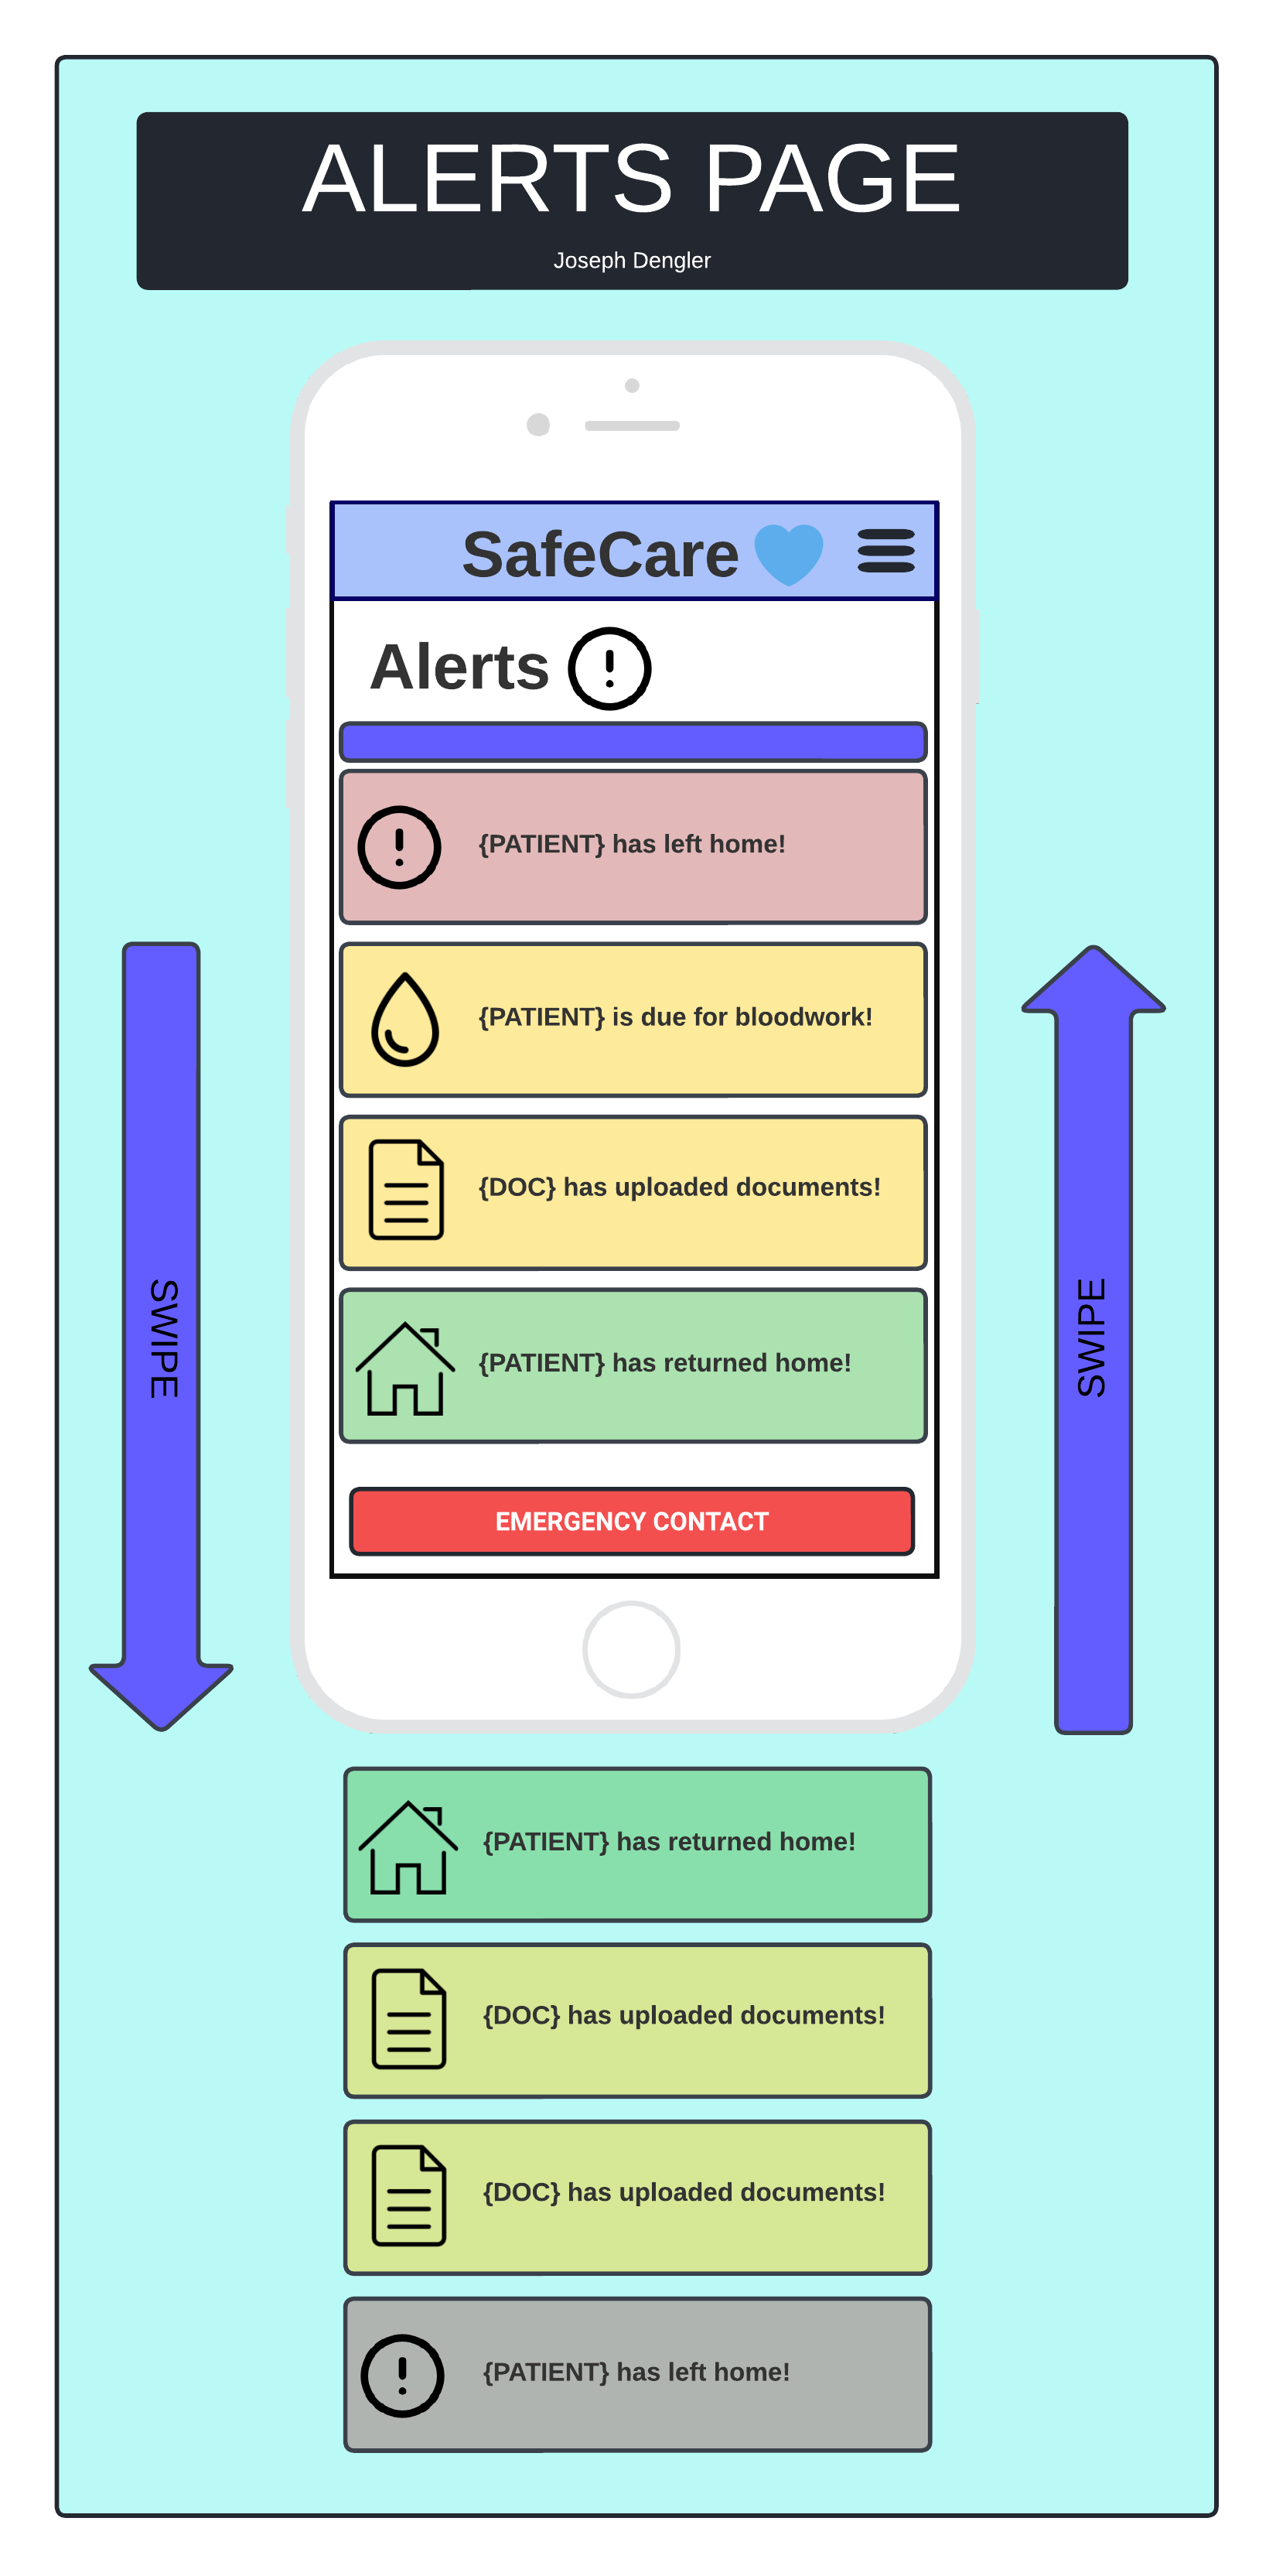 ALERTS PAGE
Joseph Dengler
SafeCare
Alerts
{PATIENT} has left home!
{PATIENT} is due for bloodwork!
{DOC} has uploaded documents!
{PATIENT} has returned home!
EMERGENCY CONTACT
SWIPE
SWIPE
{PATIENT} has returned home!
{DOC} has uploaded documents!
{DOC} has uploaded documents!
{PATIENT} has left home!